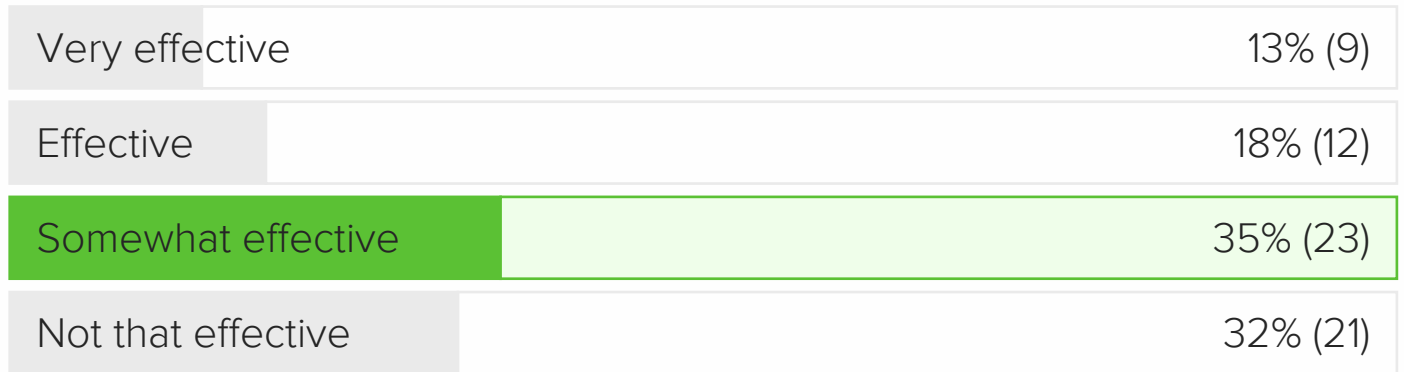 Very effective 13% (9)
Effective 18% (12)
Somewhat effective 35% (23)
Not that effective 32% (21)